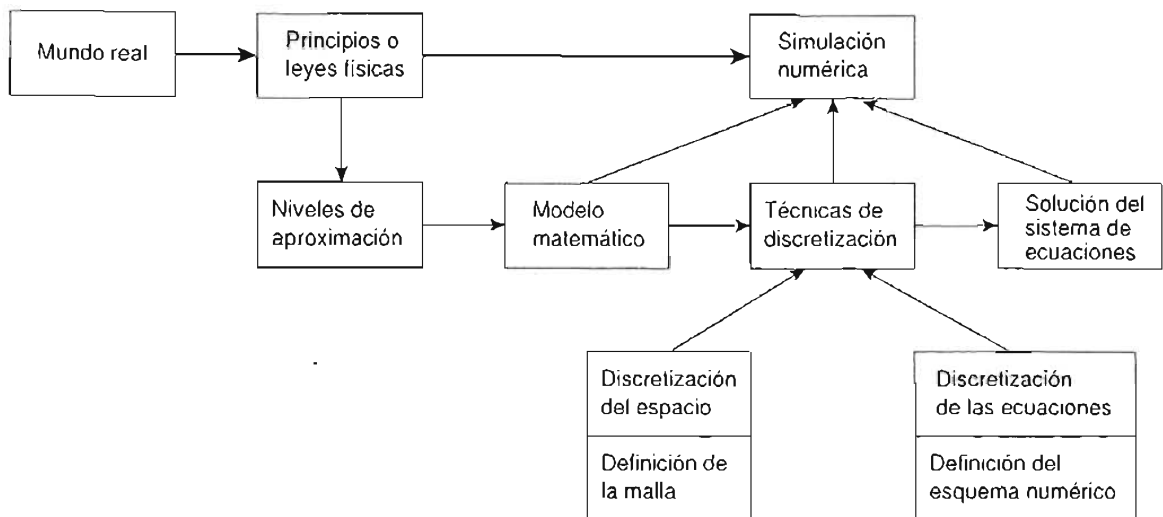 Mundo real
Principios o
leyes físicas
Simulación
numérica
Niveles de
aproximación
Modelo
matemático
Técnicas de
discretización
Solución del
sistema de
ecuaciones
Discretización
del espacio
Definición de
la malla
Discretización
de las ecuaciones
Definición del
esquema numérico